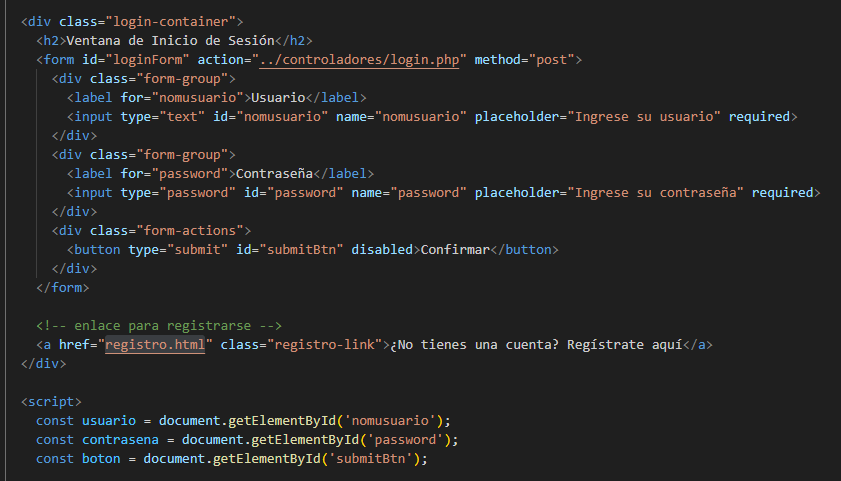 <div class="login-container">
<h2>Ventana de Inicio de Sesión</h2>
<form id="loginForm" action="../controladores/login.php" method="post">
<div class="form-group">
<label for="nomusuario">Usuario</label>
<input type="text" id="nomusuario" name="nomusuario" placeholder="Ingrese su usuario" required>
</div>
<div class="form-group">
<label for="password">Contraseña</label>
<input type="password" id="password" name="password" placeholder="Ingrese su contraseña" required>
</div>
<div class="form-actions">
<button type="submit" id="submitBtn" disabled>Confirmar</button>
</div>
</form>
<!-- enlace para registrarse -->
<a href="registro.html" class="registro-link">¿No tienes una cuenta? Regístrate aquí</a>
</div>
<script>
const usuario = document.getElementById('nomusuario');
const contrasena = document.getElementById('password');
const boton = document.getElementById('submitBtn');